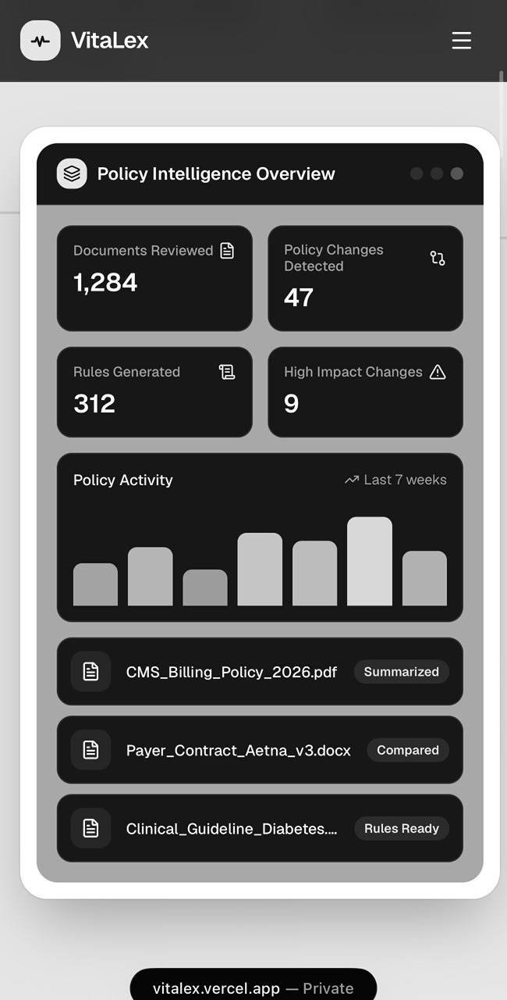 VitaLex
Policy Intelligence Overview
Documents Reviewed
1,284
Policy Changes
Detected
47
Rules Generated
312
High Impact Changes
9
Policy Activity
Last 7 weeks
CMS_Billing_Policy_2026.pdf
Summarized
Payer_Contract_Aetna_v3.docx
Compared
Clinical_Guideline_Diabetes....
Rules Ready
vitalex.vercel.app — Private